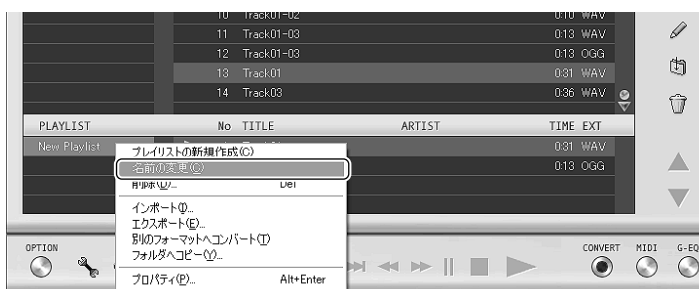 10 Track01-02 0:10 WAV
11 Track01-03 0:13 WAV
12 Track01-03 0:13 OGG
13 Track01 0:31 WAV
14 Track03 0:36 WAV
PLAYLIST No TITLE ARTIST TIME EXT
New Playlist 0:31 WAV
0:13 OGG
プレイリストの新規作成(C)
名前の変更(C)
削除(D)... Del
インポート(I)...
エクスポート(E)...
別のフォーマットへコンバート(T)
フォルダへコピー(Y)...
プロパティ(P)... Alt+Enter
OPTION CONVERT MIDI G-EQ